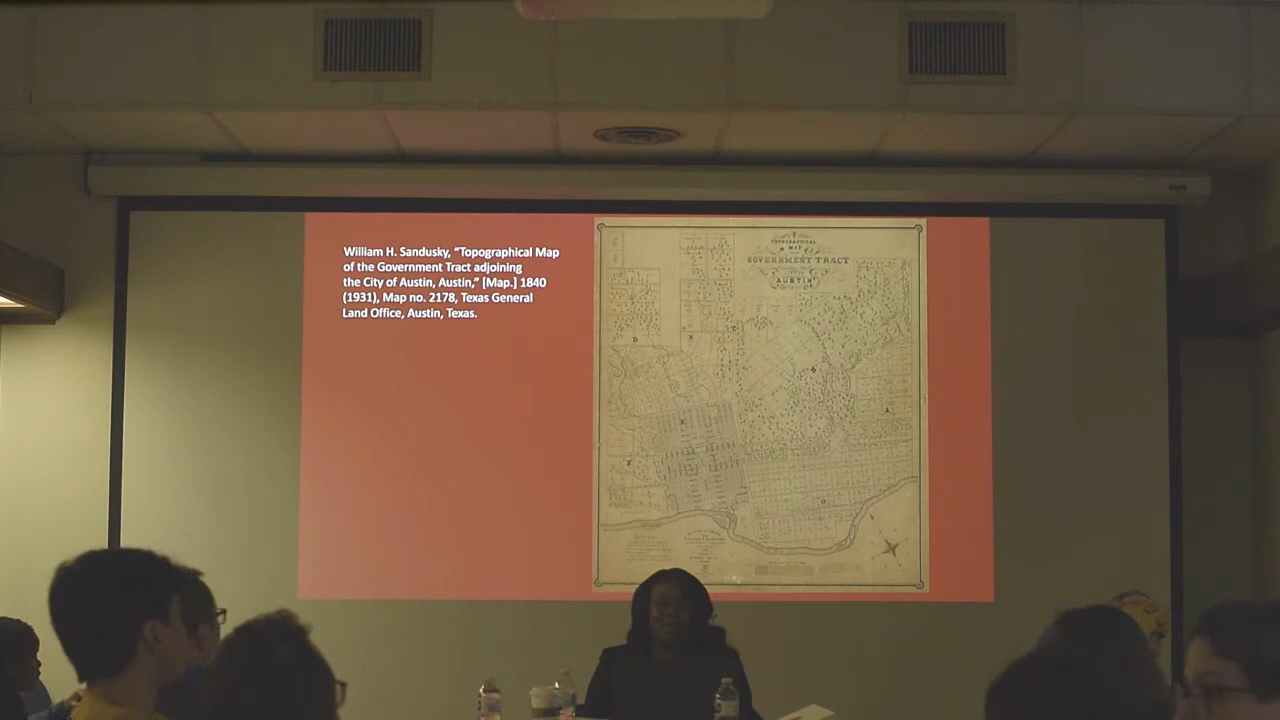 William H. Sandusky, “Topographical Map
of the Government Tract adjoining
the City of Austin, Austin,” [Map.] 1840
(1931), Map no. 2178, Texas General
Land Office, Austin, Texas.
TOPOGRAPHICAL
MAP
GOVERNMENT TRACT
AUSTIN